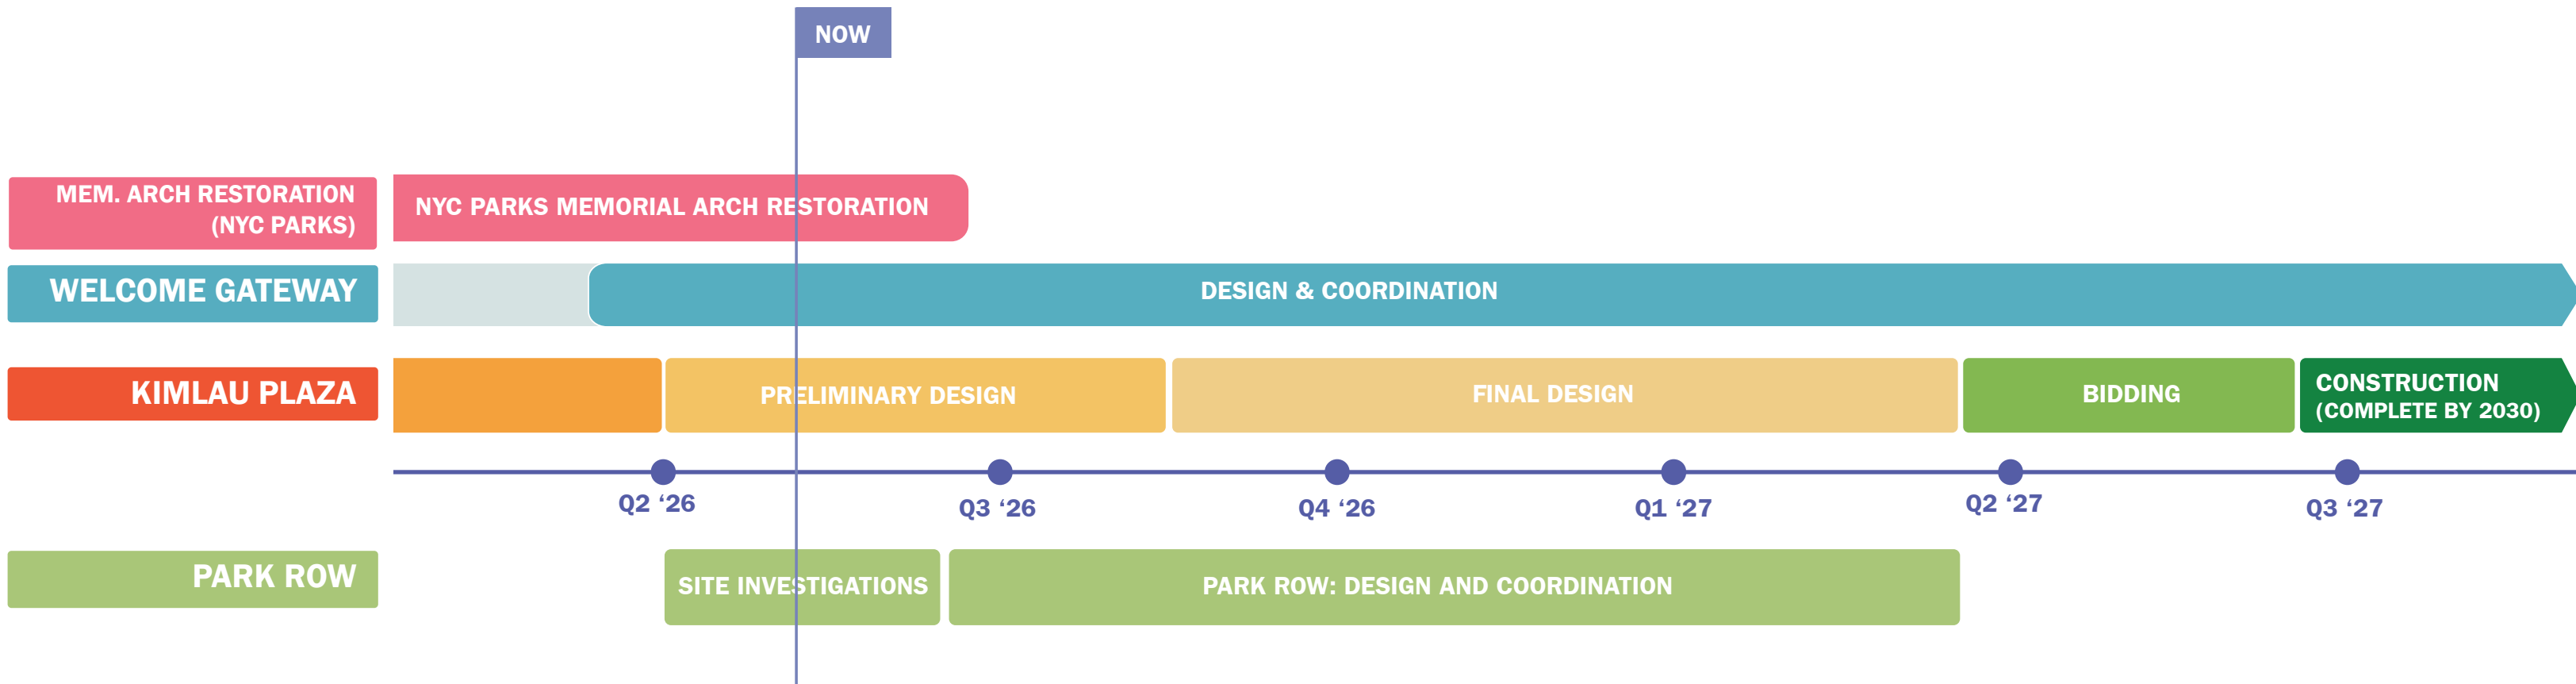 NOW
MEM. ARCH RESTORATION
(NYC PARKS)
NYC PARKS MEMORIAL ARCH RESTORATION
WELCOME GATEWAY
DESIGN & COORDINATION
KIMLAU PLAZA
PRELIMINARY DESIGN
FINAL DESIGN
BIDDING
CONSTRUCTION
(COMPLETE BY 2030)
Q2 ‘26
Q3 ‘26
Q4 ‘26
Q1 ‘27
Q2 ‘27
Q3 ‘27
PARK ROW
SITE INVESTIGATIONS
PARK ROW: DESIGN AND COORDINATION